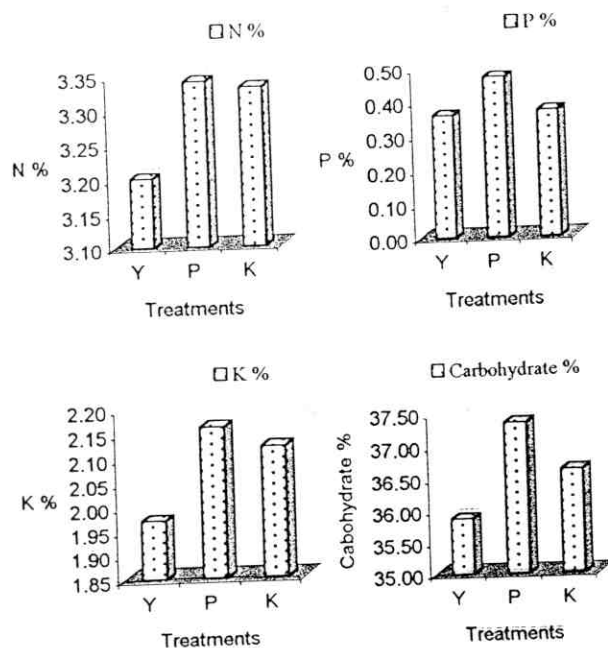 N %
3.35
3.30
3.25
3.20
3.15
3.10
N %
Y P K
Treatments
P %
0.50
0.40
0.30
0.20
0.10
0.00
P %
Y P K
Treatments
K %
2.20
2.15
2.10
2.05
2.00
1.95
1.90
1.85
K %
Y P K
Treatments
Carbohydrate %
37.50
37.00
36.50
36.00
35.50
35.00
Cabohydrate %
Y P K
Treatments